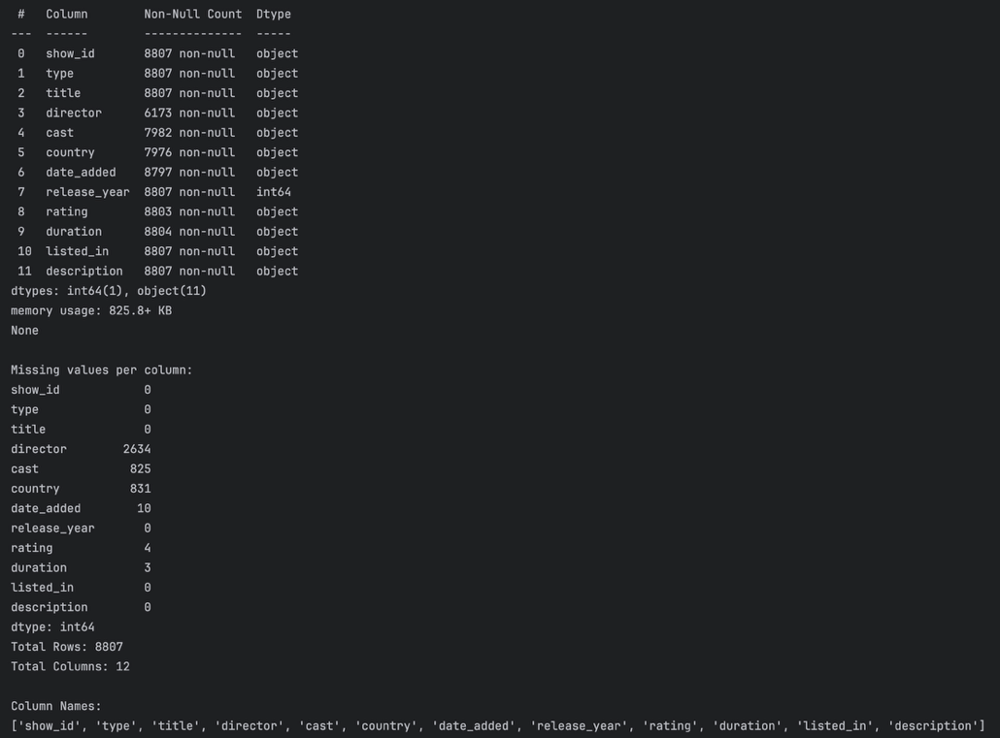 #   Column        Non-Null Count  Dtype
---  ------        --------------  -----
 0   show_id       8807 non-null   object
 1   type          8807 non-null   object
 2   title         8807 non-null   object
 3   director      6173 non-null   object
 4   cast          7982 non-null   object
 5   country       7976 non-null   object
 6   date_added    8797 non-null   object
 7   release_year  8807 non-null   int64
 8   rating        8803 non-null   object
 9   duration      8804 non-null   object
 10  listed_in     8807 non-null   object
 11  description   8807 non-null   object
dtypes: int64(1), object(11)
memory usage: 825.8+ KB
None

Missing values per column:
show_id            0
type               0
title              0
director        2634
cast             825
country          831
date_added        10
release_year       0
rating             4
duration           3
listed_in          0
description        0
dtype: int64
Total Rows: 8807
Total Columns: 12

Column Names:
['show_id', 'type', 'title', 'director', 'cast', 'country', 'date_added', 'release_year', 'rating', 'duration', 'listed_in', 'description']